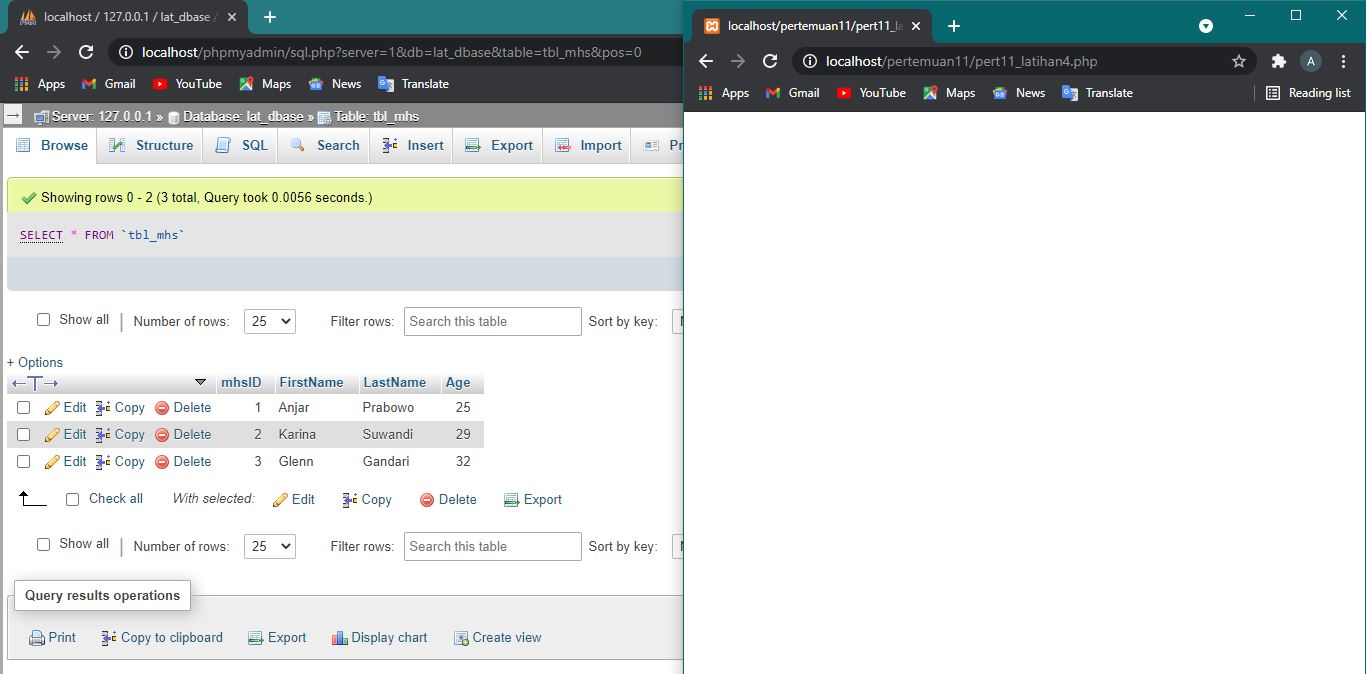 localhost / 127.0.0.1 / lat_dbase /
localhost/phpmyadmin/sql.php?server=1&db=lat_dbase&table=tbl_mhs&pos=0
Apps Gmail YouTube Maps News Translate
Server: 127.0.0.1 » Database: lat_dbase » Table: tbl_mhs
Browse Structure SQL Search Insert Export Import Pr
Showing rows 0 - 2 (3 total, Query took 0.0056 seconds.)
SELECT * FROM `tbl_mhs`
Show all | Number of rows: 25 Filter rows: Search this table Sort by key:
+ Options
←T→ mhsID FirstName LastName Age
Edit Copy Delete 1 Anjar Prabowo 25
Edit Copy Delete 2 Karina Suwandi 29
Edit Copy Delete 3 Glenn Gandari 32
Check all With selected: Edit Copy Delete Export
Show all | Number of rows: 25 Filter rows: Search this table Sort by key:
Query results operations
Print Copy to clipboard Export Display chart Create view
localhost/pertemuan11/pert11_la
localhost/pertemuan11/pert11_latihan4.php
A
Apps Gmail YouTube Maps News Translate Reading list